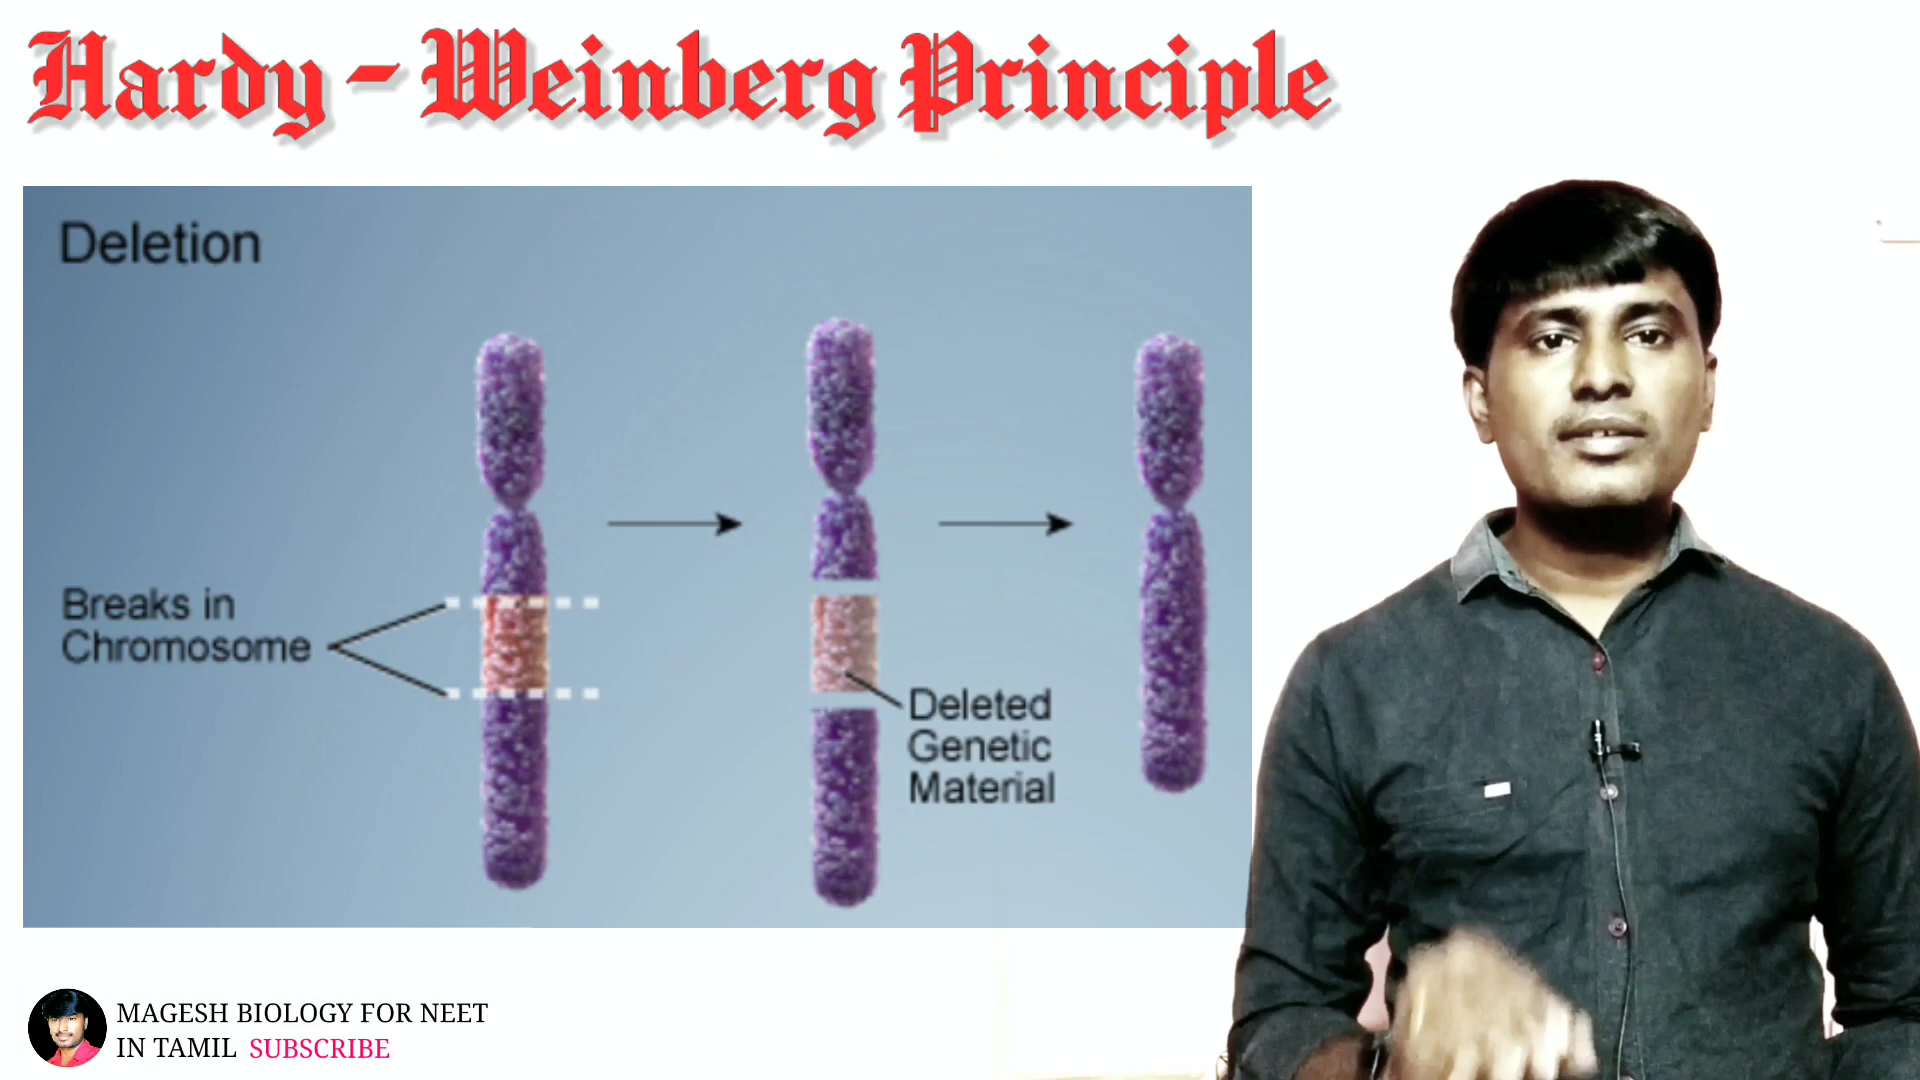 Hardy - Weinberg Principle
Deletion
Breaks in
Chromosome
Deleted
Genetic
Material
MAGESH BIOLOGY FOR NEET
IN TAMIL SUBSCRIBE